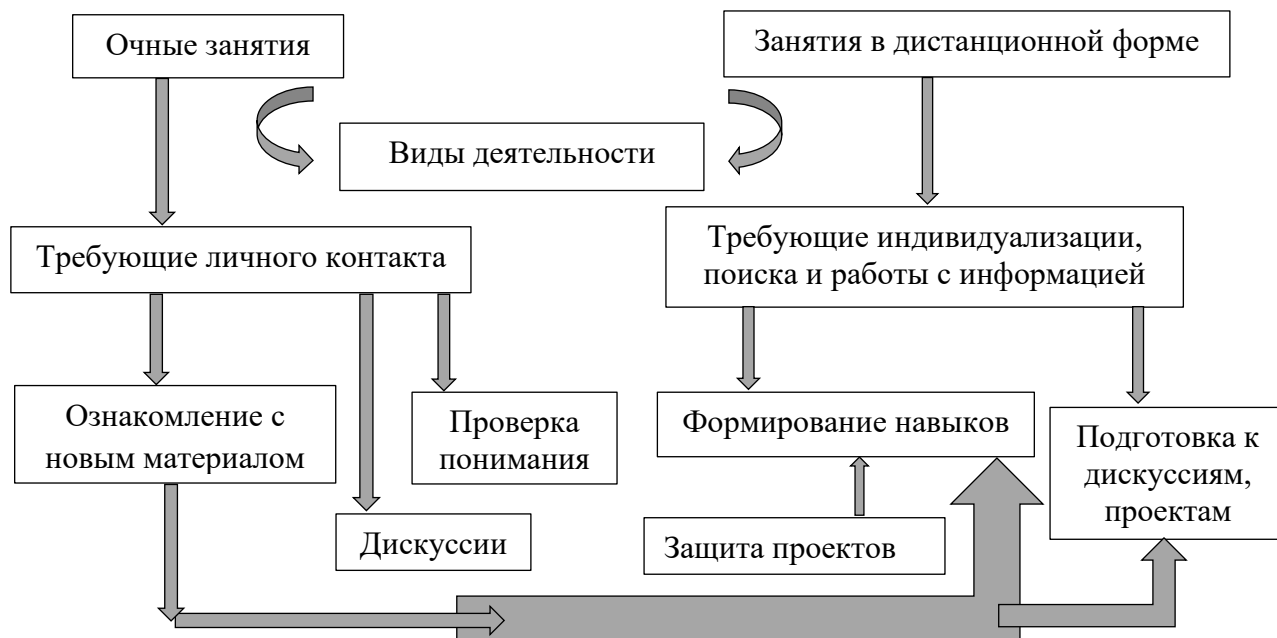 Очные занятия
Занятия в дистанционной форме
Виды деятельности
Требующие личного контакта
Требующие индивидуализации,
поиска и работы с информацией
Ознакомление с
новым материалом
Проверка
понимания
Формирование навыков
Подготовка к
дискуссиям,
проектам
Дискуссии
Защита проектов